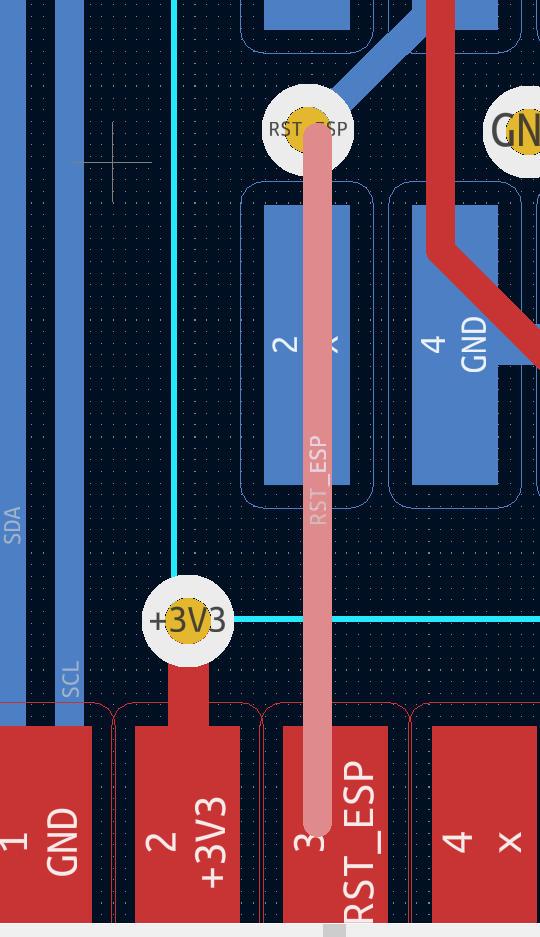 RST_ESP
GN
2
x
4
GND
RST_ESP
SDA
+3V3
SCL
1
GND
2
+3V3
3
RST_ESP
4
x